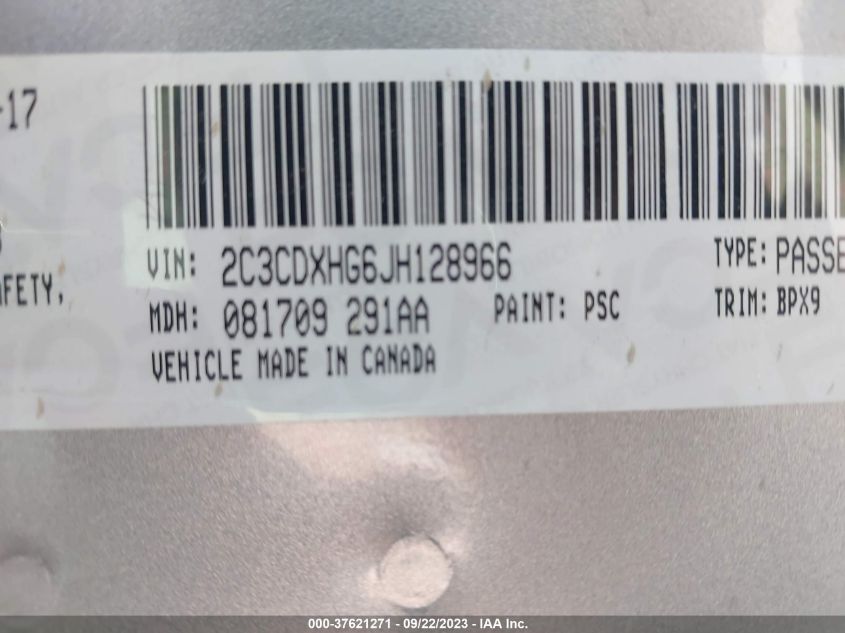 -17
VIN: 2C3CDXHG6JH128966 TYPE: PASSE
AFETY,
MDH: 081709 291AA PAINT: PSC TRIM: BPX9
VEHICLE MADE IN CANADA
000-37621271 - 09/22/2023 - IAA Inc.